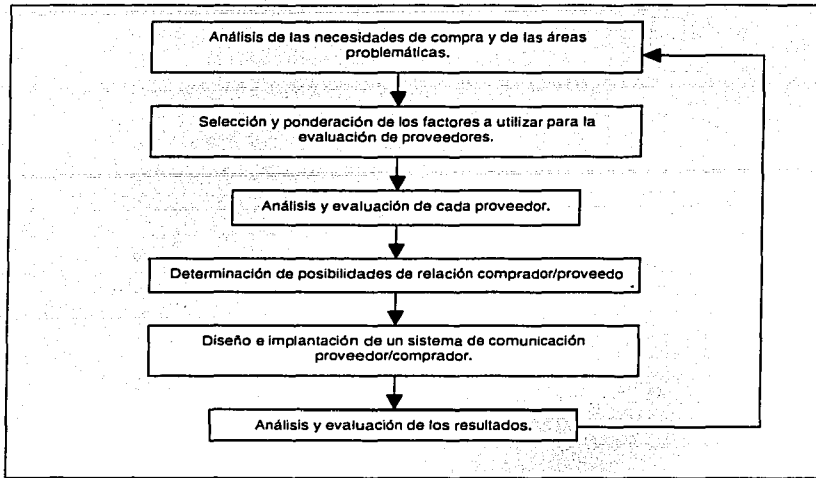 Análisis de las necesidades de compra y de las áreas
problemáticas.
Selección y ponderación de los factores a utilizar para la
evaluación de proveedores.
Análisis y evaluación de cada proveedor.
Determinación de posibilidades de relación comprador/proveedo
.
Diseño e implantación de un sistema de comunicación
proveedor/comprador.
Análisis y evaluación de los resultados.